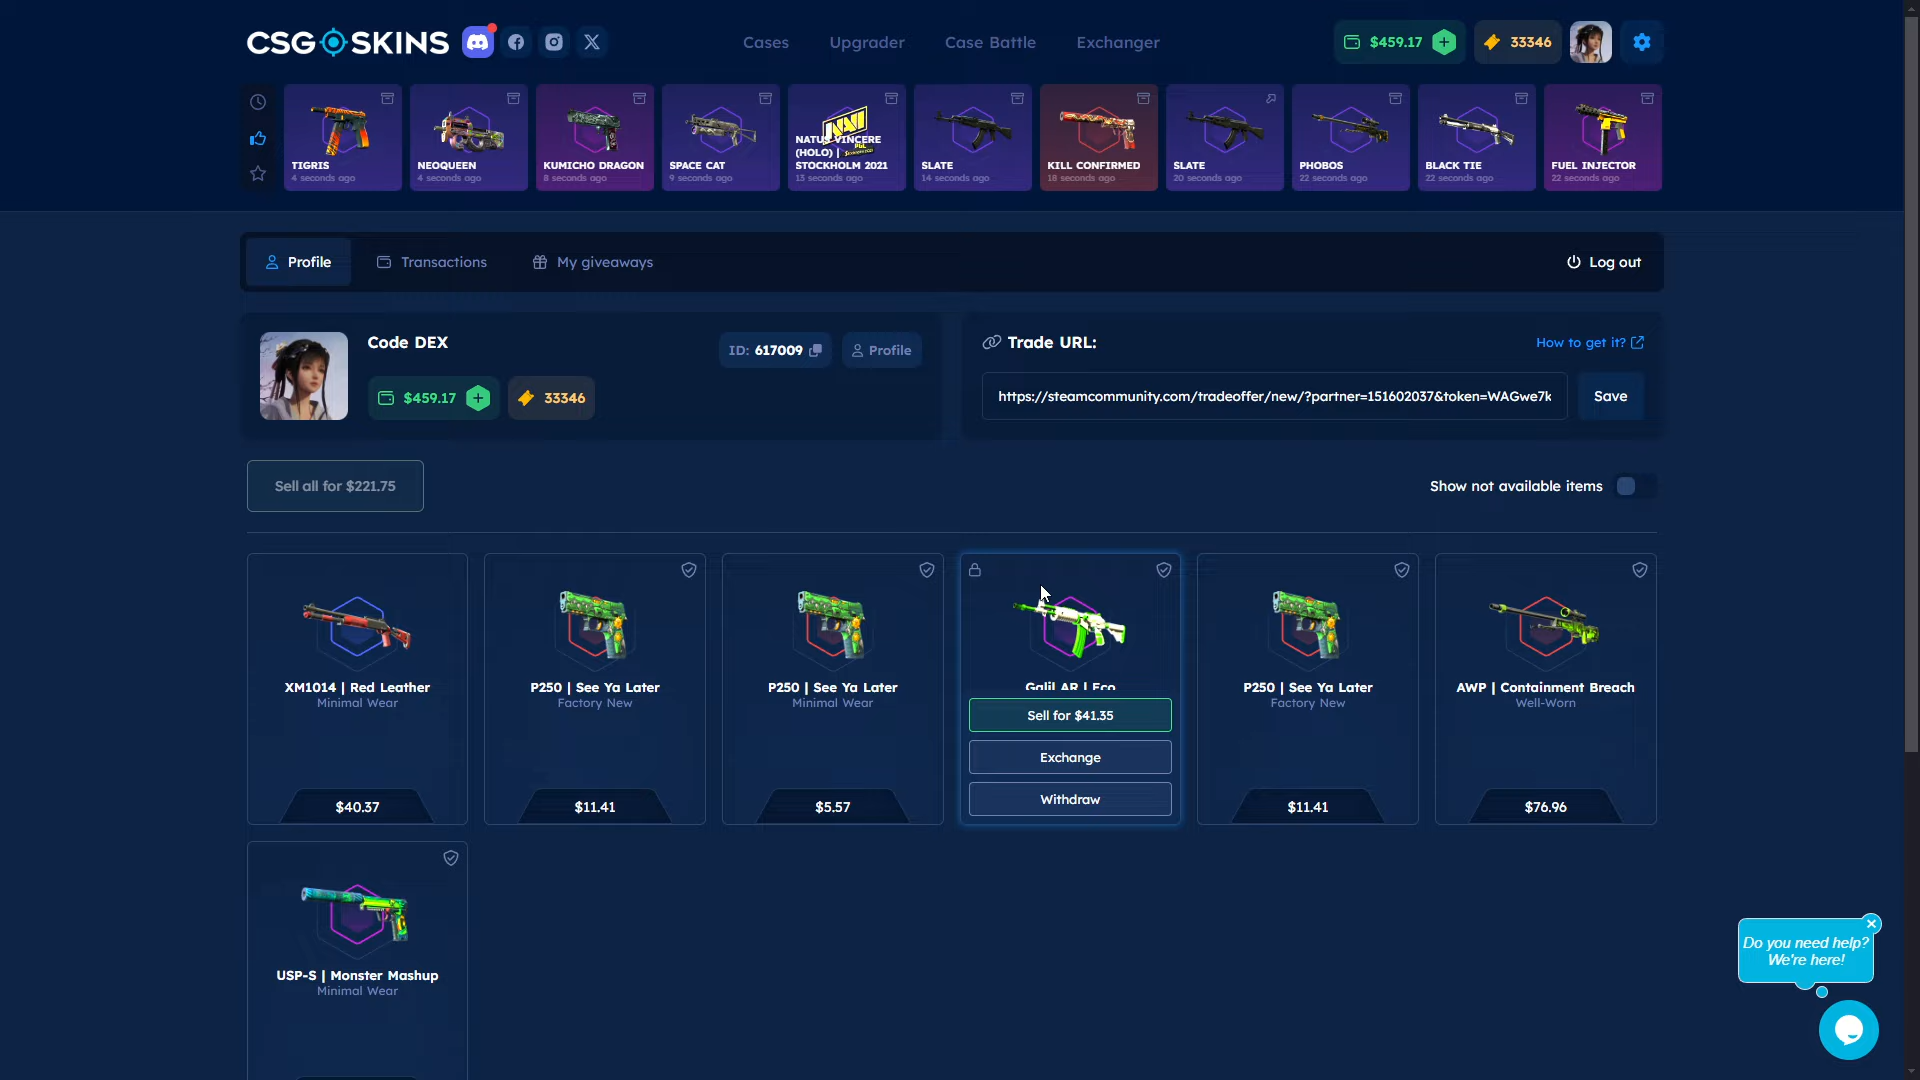 CSG SKINS
Cases
Upgrader
Case Battle
Exchanger
$459.17
33346
TIGRIS
4 seconds ago
NEOQUEEN
4 seconds ago
KUMICHO DRAGON
8 seconds ago
SPACE CAT
9 seconds ago
NATUS VINCERE
(HOLO) |
STOCKHOLM 2021
13 seconds ago
SLATE
14 seconds ago
KILL CONFIRMED
18 seconds ago
SLATE
20 seconds ago
PHOBOS
22 seconds ago
BLACK TIE
22 seconds ago
FUEL INJECTOR
22 seconds ago
Profile
Transactions
My giveaways
Log out
Code DEX
ID: 617009
Profile
$459.17
33346
Trade URL:
How to get it?
https://steamcommunity.com/tradeoffer/new/?partner=151602037&token=WAGwe7k
Save
Sell all for $221.75
Show not available items
XM1014 | Red Leather
Minimal Wear
$40.37
P250 | See Ya Later
Factory New
$11.41
P250 | See Ya Later
Minimal Wear
$5.57
Galil AR | Eco
Sell for $41.35
Exchange
Withdraw
P250 | See Ya Later
Factory New
$11.41
AWP | Containment Breach
Well-Worn
$76.96
USP-S | Monster Mashup
Minimal Wear
Do you need help?
We're here!